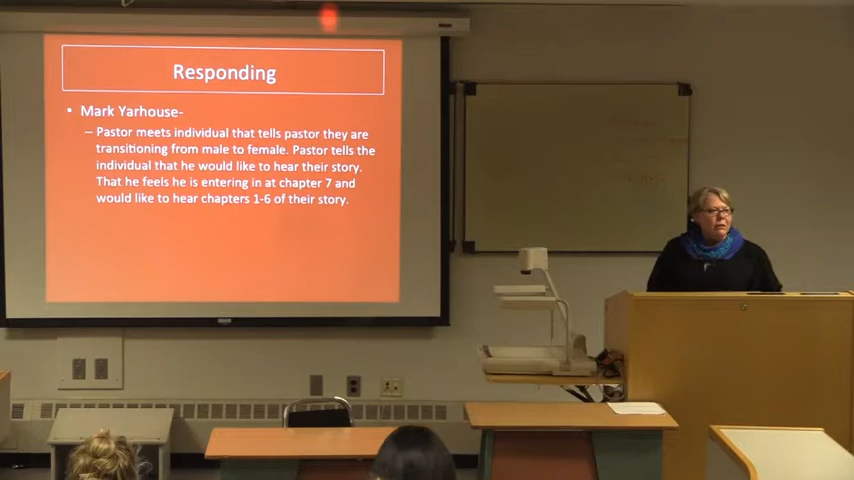 Responding
• Mark Yarhouse-
– Pastor meets individual that tells pastor they are
transitioning from male to female. Pastor tells the
individual that he would like to hear their story.
That he feels he is entering in at chapter 7 and
would like to hear chapters 1-6 of their story.